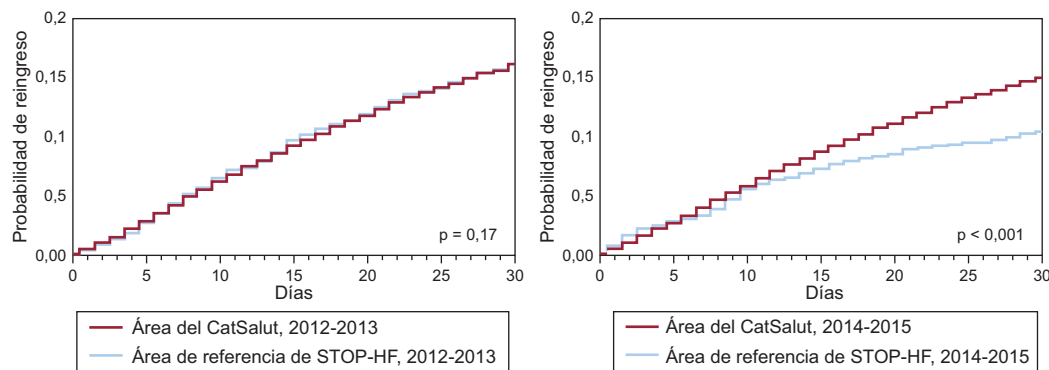 Probabilidad de reingreso
0,2
0,15
0,1
0,5
0,00
0
5
10
15
20
25
30
Días
p = 0,17
Área del CatSalut, 2012-2013
Área de referencia de STOP-HF, 2012-2013
Probabilidad de reingreso
0,2
0,15
0,1
0,5
0,00
0
5
10
15
20
25
30
Días
p < 0,001
Área del CatSalut, 2014-2015
Área de referencia de STOP-HF, 2014-2015